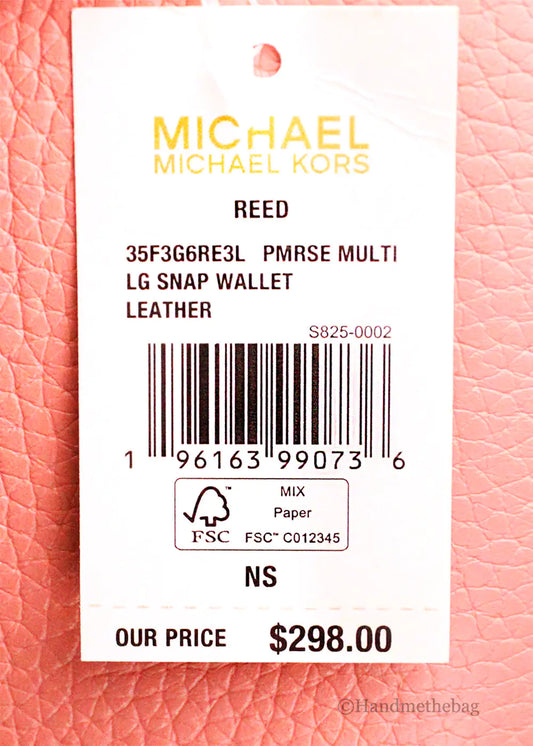 MICHAEL
MICHAEL KORS
REED
35F3G6RE3L PMRSE MULTI
LG SNAP WALLET
LEATHER
S825-0002
1 96163 99073 6
MIX
Paper
FSC™ C012345
FSC
NS
OUR PRICE $298.00
©Handmethebag